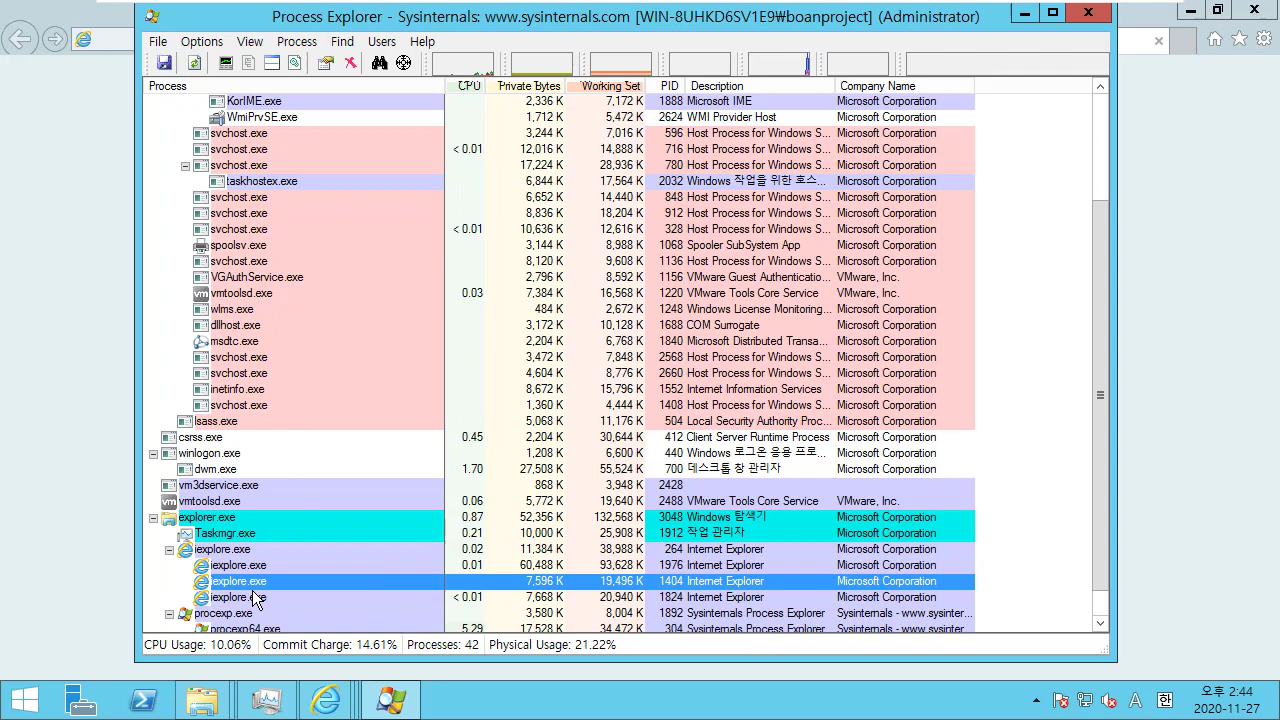 Process Explorer - Sysinternals: www.sysinternals.com [WIN-8UHKD6SV1E9₩boanproject] (Administrator)
File Options View Process Find Users Help
Process CPU Private Bytes Working Set PID Description Company Name
KorIME.exe 2,336 K 7,172 K 1888 Microsoft IME Microsoft Corporation
WmiPrvSE.exe 1,712 K 5,472 K 2624 WMI Provider Host Microsoft Corporation
svchost.exe 3,244 K 7,016 K 596 Host Process for Windows S... Microsoft Corporation
svchost.exe < 0.01 12,016 K 14,888 K 716 Host Process for Windows S... Microsoft Corporation
svchost.exe 17,224 K 28,936 K 780 Host Process for Windows S... Microsoft Corporation
taskhostex.exe 6,844 K 17,564 K 2032 Windows 작업을 위한 호스... Microsoft Corporation
svchost.exe 6,652 K 14,440 K 848 Host Process for Windows S... Microsoft Corporation
svchost.exe 8,836 K 18,204 K 912 Host Process for Windows S... Microsoft Corporation
svchost.exe < 0.01 10,636 K 12,616 K 328 Host Process for Windows S... Microsoft Corporation
spoolsv.exe 3,144 K 8,988 K 1068 Spooler SubSystem App Microsoft Corporation
svchost.exe 8,120 K 9,608 K 1136 Host Process for Windows S... Microsoft Corporation
VGAuthService.exe 2,796 K 8,592 K 1156 VMware Guest Authenticatio... VMware, Inc.
vmtoolsd.exe 0.03 7,384 K 16,568 K 1220 VMware Tools Core Service VMware, Inc.
wlms.exe 484 K 2,672 K 1248 Windows License Monitoring... Microsoft Corporation
dllhost.exe 3,172 K 10,128 K 1688 COM Surrogate Microsoft Corporation
msdtc.exe 2,204 K 6,768 K 1840 Microsoft Distributed Transa... Microsoft Corporation
svchost.exe 3,472 K 7,848 K 2568 Host Process for Windows S... Microsoft Corporation
svchost.exe 4,604 K 8,776 K 2660 Host Process for Windows S... Microsoft Corporation
inetinfo.exe 8,672 K 15,796 K 1552 Internet Information Services Microsoft Corporation
svchost.exe 1,360 K 4,444 K 1408 Host Process for Windows S... Microsoft Corporation
lsass.exe 5,068 K 11,176 K 504 Local Security Authority Proc... Microsoft Corporation
csrss.exe 0.45 2,204 K 30,644 K 412 Client Server Runtime Process Microsoft Corporation
winlogon.exe 1,208 K 6,600 K 440 Windows 로그온 응용 프로... Microsoft Corporation
dwm.exe 1.70 27,508 K 55,524 K 700 데스크톱 창 관리자 Microsoft Corporation
vm3dservice.exe 868 K 3,948 K 2428
vmtoolsd.exe 0.06 5,772 K 19,640 K 2488 VMware Tools Core Service VMware, Inc.
explorer.exe 0.87 52,356 K 132,568 K 3048 Windows 탐색기 Microsoft Corporation
Taskmgr.exe 0.21 10,000 K 25,908 K 1912 작업 관리자 Microsoft Corporation
iexplore.exe 0.02 11,384 K 38,988 K 264 Internet Explorer Microsoft Corporation
iexplore.exe 0.01 60,488 K 93,628 K 1976 Internet Explorer Microsoft Corporation
iexplore.exe 7,596 K 19,496 K 1404 Internet Explorer Microsoft Corporation
iexplore.exe < 0.01 7,668 K 20,940 K 1824 Internet Explorer Microsoft Corporation
procexp.exe 3,580 K 8,004 K 1892 Sysinternals Process Explorer Sysinternals - www.sysinter...
procexp64.exe 5.29 17,528 K 34,472 K 304 Sysinternals Process Explorer Sysinternals - www.sysinter...
CPU Usage: 10.06% Commit Charge: 14.61% Processes: 42 Physical Usage: 21.22%
A 한 오후 2:44
2020-11-27